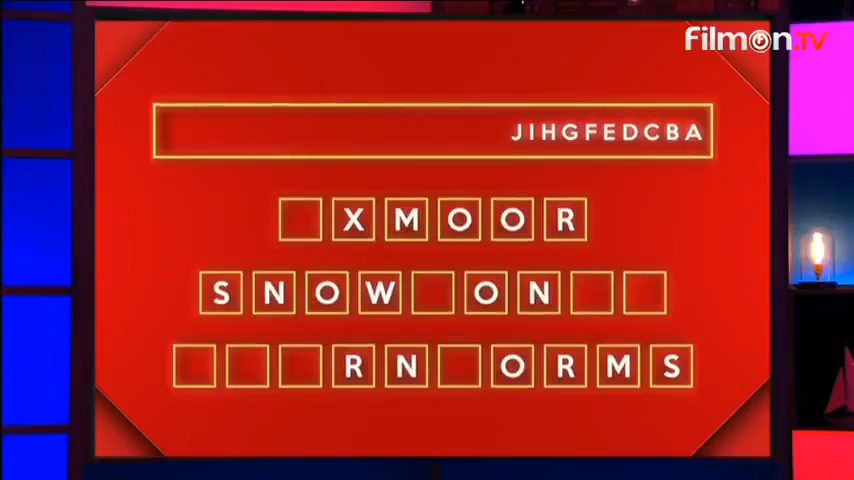 Filmon.TV
JIHGFEDCBA
XMOOR
SNOW ON
RN ORMS